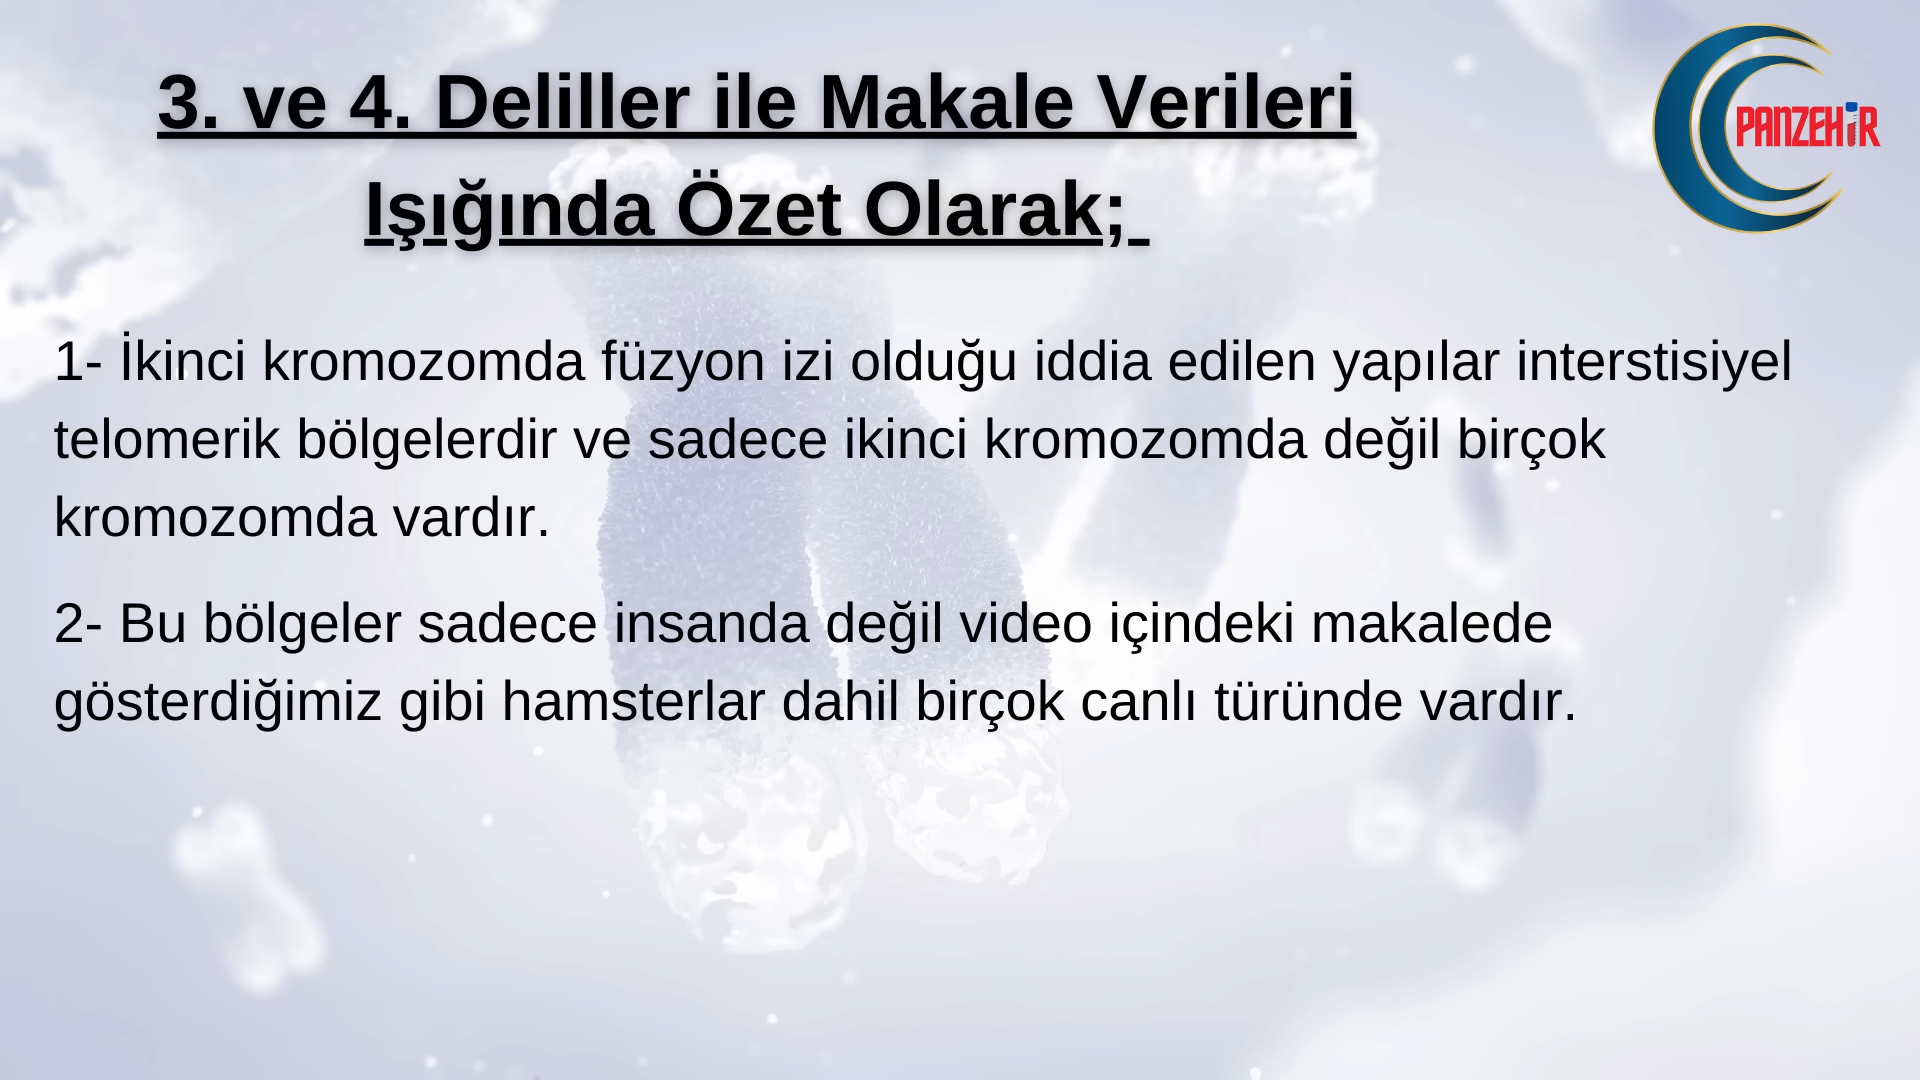 3. ve 4. Deliller ile Makale Verileri
Işığında Özet Olarak;
PANZEHiR
1- İkinci kromozomda füzyon izi olduğu iddia edilen yapılar interstisiyel
telomerik bölgelerdir ve sadece ikinci kromozomda değil birçok
kromozomda vardır.
2- Bu bölgeler sadece insanda değil video içindeki makalede
gösterdiğimiz gibi hamsterlar dahil birçok canlı türünde vardır.